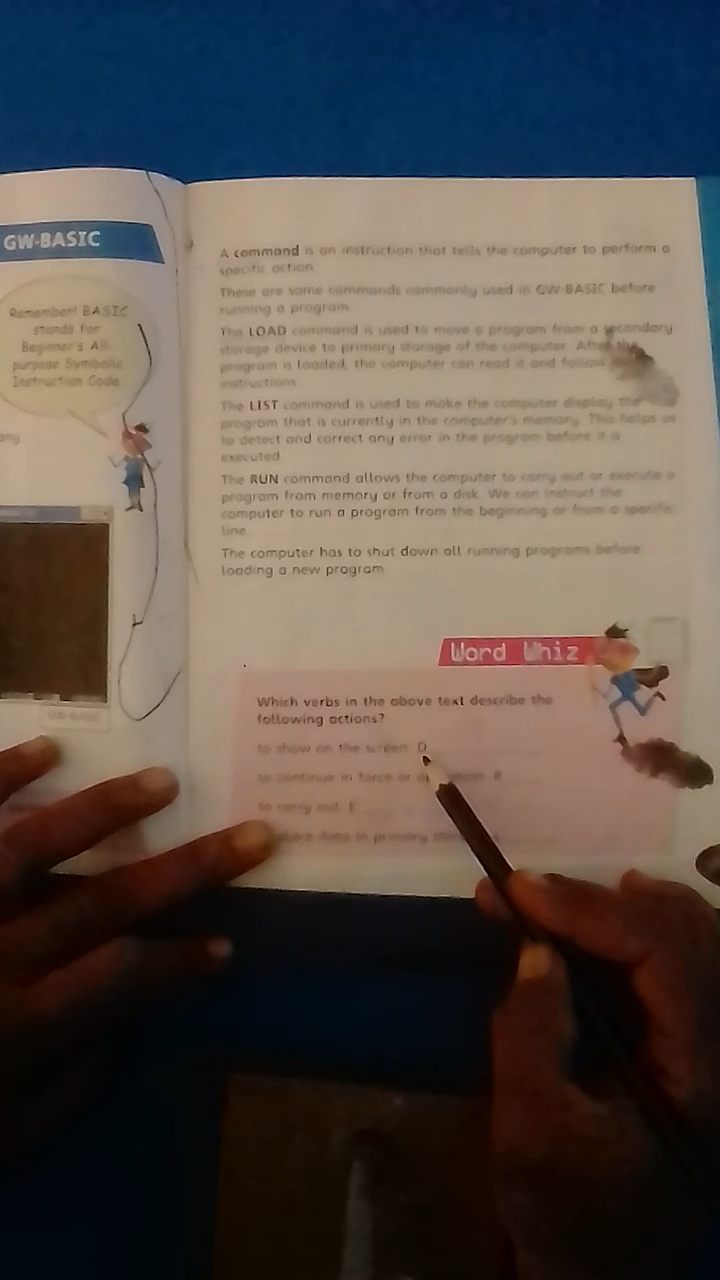 GW-BASIC
Remember! BASIC
stands for
Beginner's All-
purpose Symbolic
Instruction Code
any
GW-BASIC
A command is an instruction that tells the computer to perform a
specific action.
These are some commands commonly used in GW-BASIC before
running a program.
The LOAD command is used to move a program from a secondary
storage device to primary storage of the computer. After the
program is loaded, the computer can read it and follow
instructions.
The LIST command is used to make the computer display the
program that is currently in the computer's memory. This helps us
to detect and correct any error in the program before it is
executed.
The RUN command allows the computer to carry out or execute a
program from memory or from a disk. We can instruct the
computer to run a program from the beginning or from a specific
line.
The computer has to shut down all running programs before
loading a new program.
Word Whiz
Which verbs in the above text describe the
following actions?
to show on the screen: D
to continue in force or R
to carry out: E
place data in primary